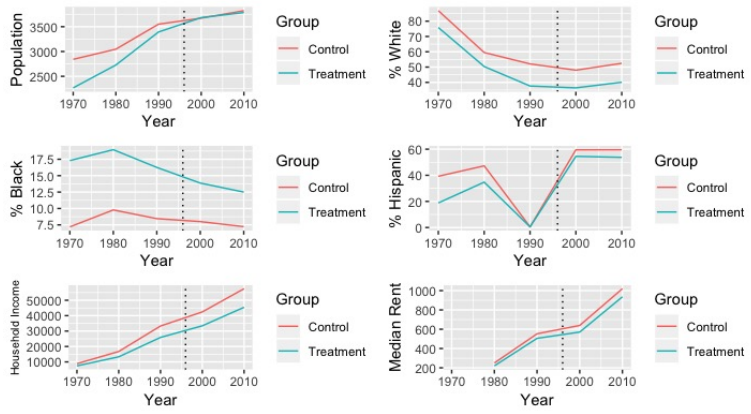 Population
3500
2500
1970 1980 1990 2000 2010
Year
Group
Control
Treatment
% White
80
70
60
50
40
1970 1980 1990 2000 2010
Year
Group
Control
Treatment
% Black
17.5
15.0
12.5
10.0
7.5
1970 1980 1990 2000 2010
Year
Group
Control
Treatment
% Hispanic
60
40
20
0
1970 1980 1990 2000 2010
Year
Group
Control
Treatment
Household Income
50000
40000
30000
20000
10000
1970 1980 1990 2000 2010
Year
Group
Control
Treatment
Median Rent
1000
800
600
400
200
1970 1980 1990 2000 2010
Year
Group
Control
Treatment